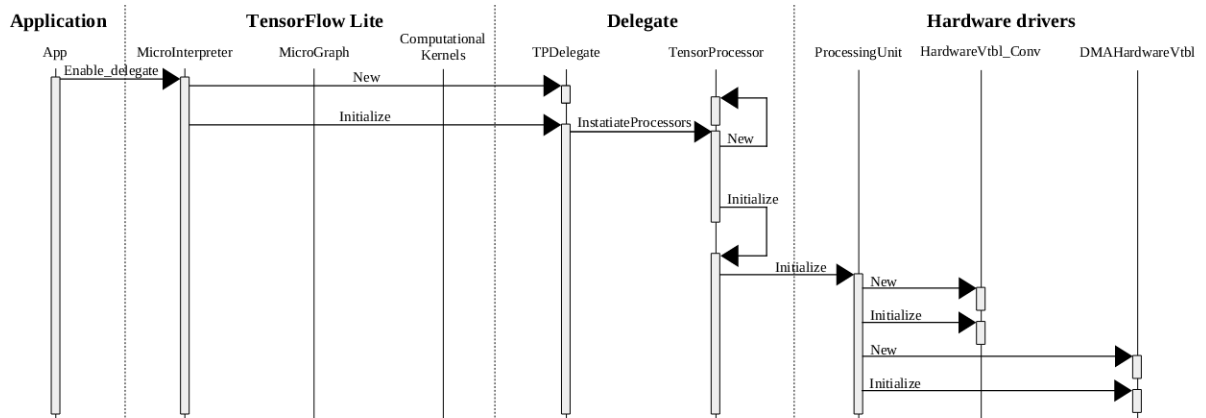 Application
TensorFlow Lite
Delegate
Hardware drivers
App
MicroInterpreter
MicroGraph
Computational
Kernels
TPDelegate
TensorProcessor
ProcessingUnit
HardwareVtbl_Conv
DMAHardwareVtbl
Enable_delegate
New
Initialize
InstatiateProcessors
New
Initialize
Initialize
New
Initialize
New
Initialize